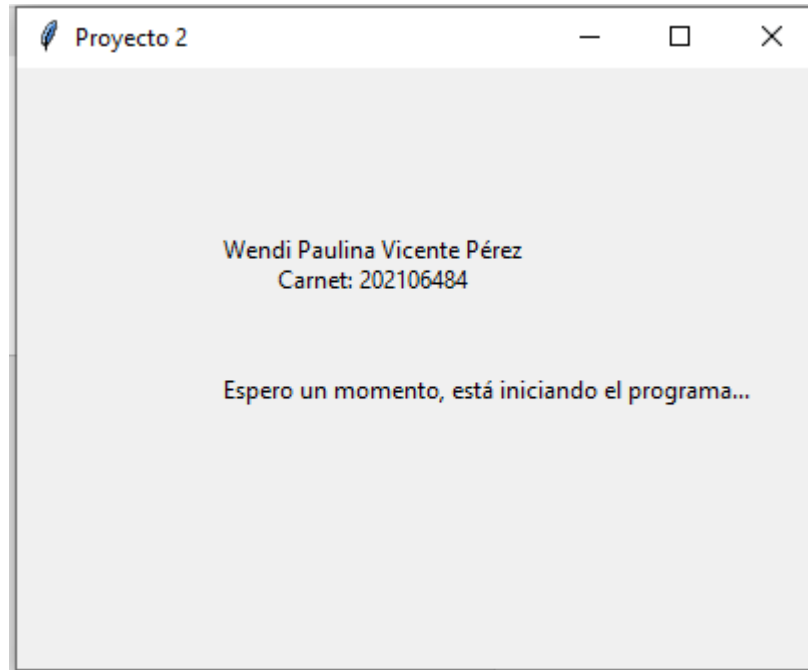 Proyecto 2
Wendi Paulina Vicente Pérez
Carnet: 202106484
Espero un momento, está iniciando el programa...